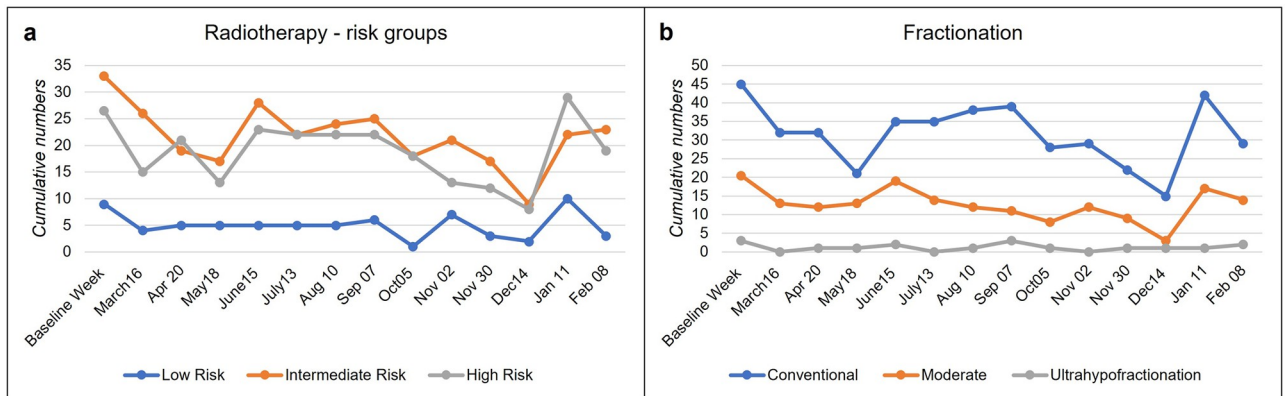 a
Radiotherapy - risk groups
Cumulative numbers
35
30
25
20
15
10
5
0
Baseline Week
March16
Apr 20
May18
June15
July13
Aug 10
Sep 07
Oct05
Nov 02
Nov 30
Dec14
Jan 11
Feb 08
Low Risk
Intermediate Risk
High Risk
b
Fractionation
Cumulative numbers
50
45
40
35
30
25
20
15
10
5
0
Baseline Week
March16
Apr 20
May18
June15
July13
Aug 10
Sep 07
Oct05
Nov 02
Nov 30
Dec14
Jan 11
Feb 08
Conventional
Moderate
Ultrahypofractionation